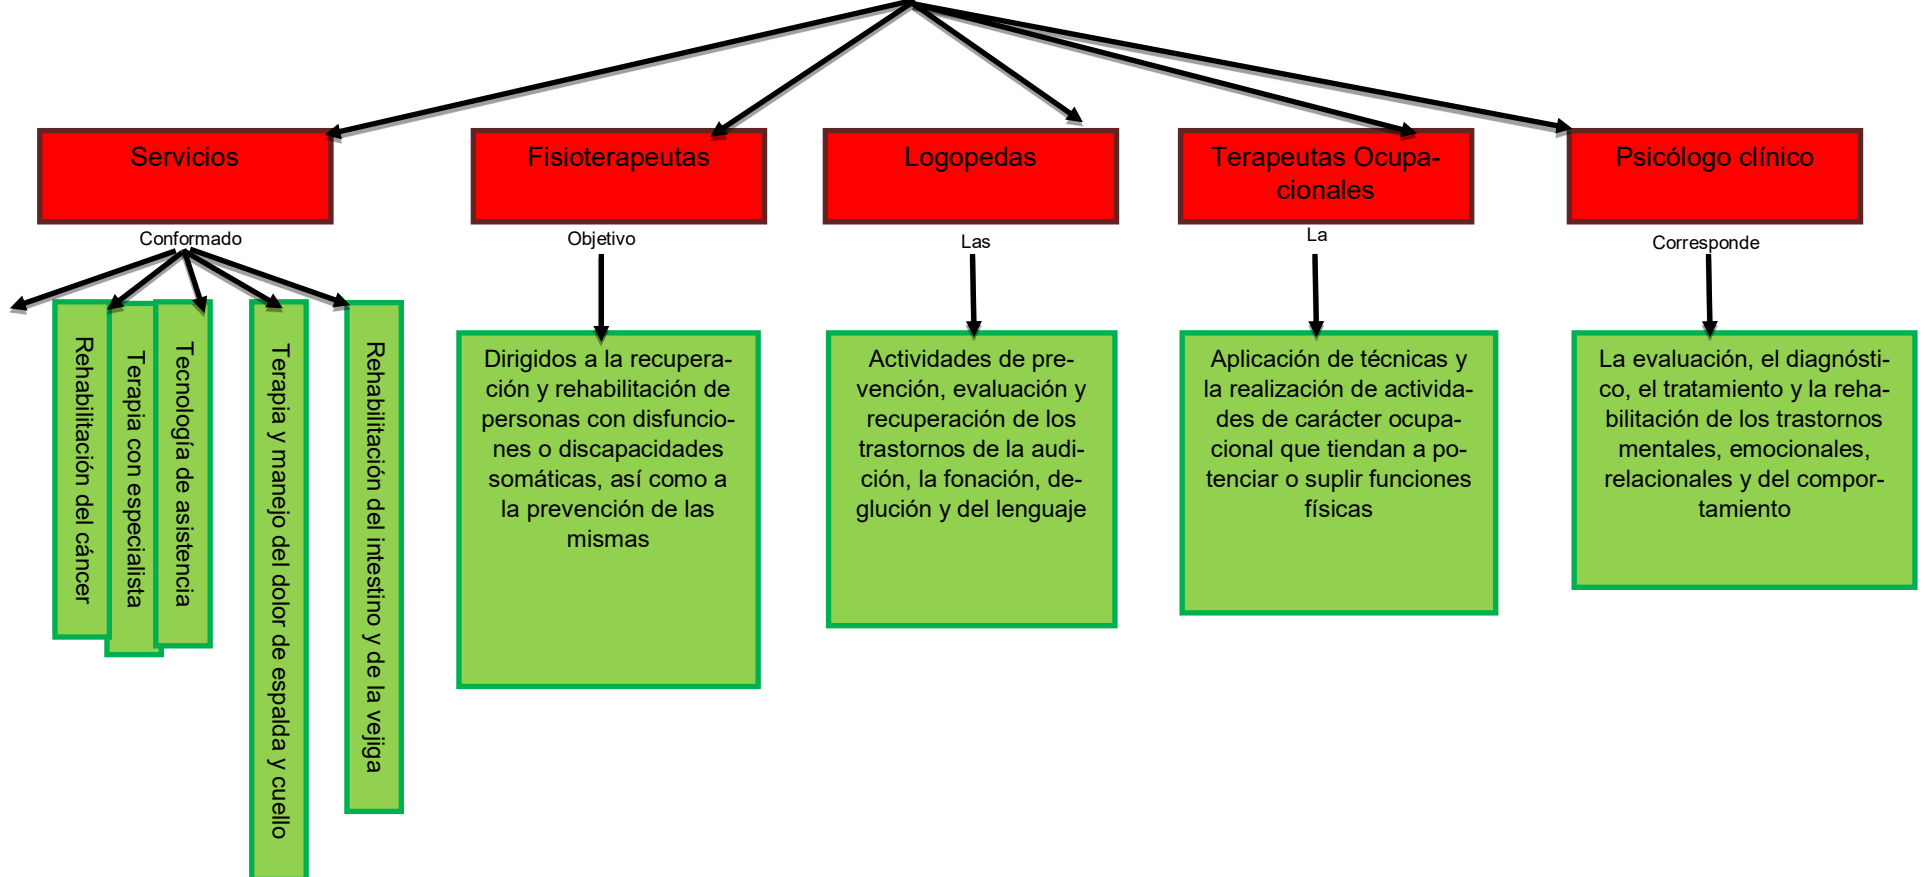 Servicios
Fisioterapeutas
Logopedas
Terapeutas Ocupa-
cionales
Psicólogo clínico
Conformado
Objetivo
Las
La
Corresponde
Rehabilitación del cáncer
Terapia con especialista
Tecnología de asistencia
Terapia y manejo del dolor de espalda y cuello
Rehabilitación del intestino y de la vejiga
Dirigidos a la recupera-
ción y rehabilitación de
personas con disfuncio-
nes o discapacidades
somáticas, así como a
la prevención de las
mismas
Actividades de pre-
vención, evaluación y
recuperación de los
trastornos de la audi-
ción, la fonación, de-
glución y del lenguaje
Aplicación de técnicas y
la realización de activida-
des de carácter ocupa-
cional que tiendan a po-
tenciar o suplir funciones
físicas
La evaluación, el diagnósti-
co, el tratamiento y la reha-
bilitación de los trastornos
mentales, emocionales,
relacionales y del compor-
tamiento